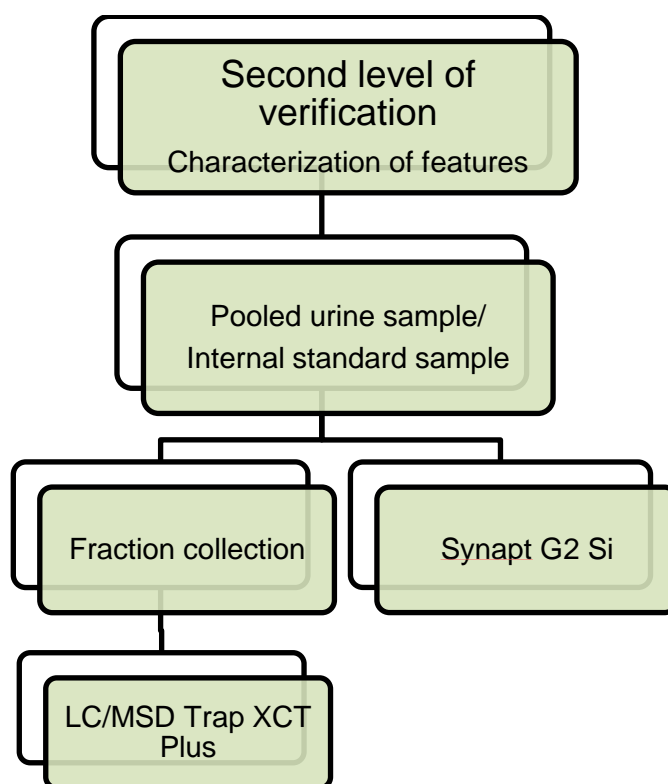 Second level of
verification
Characterization of features
Pooled urine sample/
Internal standard sample
Fraction collection
Synapt G2 Si
LC/MSD Trap XCT
Plus